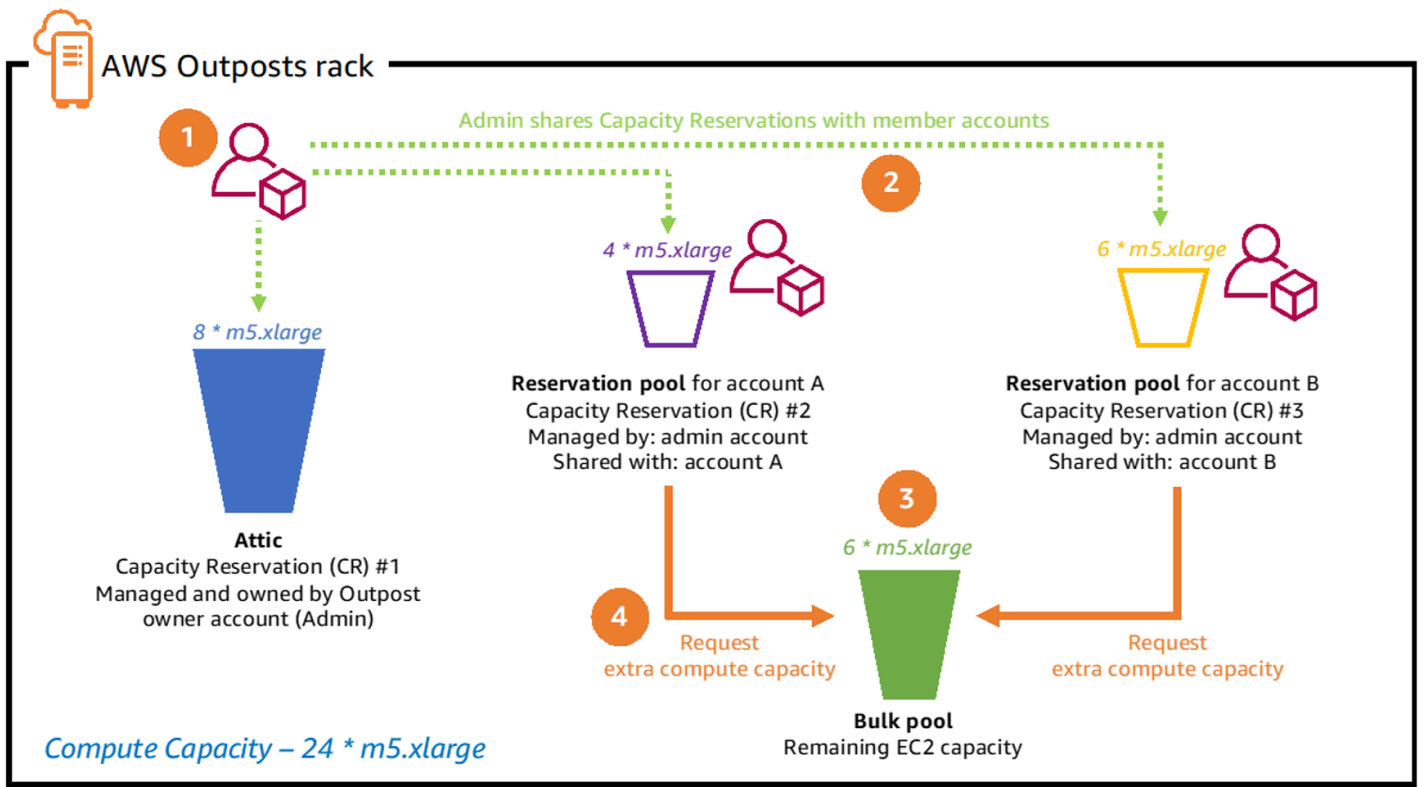 AWS Outposts rack
1
Admin shares Capacity Reservations with member accounts
2
4 * m5.xlarge
6 * m5.xlarge
8 * m5.xlarge
Reservation pool for account A
Capacity Reservation (CR) #2
Managed by: admin account
Shared with: account A
Reservation pool for account B
Capacity Reservation (CR) #3
Managed by: admin account
Shared with: account B
3
6 * m5.xlarge
Attic
Capacity Reservation (CR) #1
Managed and owned by Outpost
owner account (Admin)
4
Request
extra compute capacity
Request
extra compute capacity
Bulk pool
Remaining EC2 capacity
Compute Capacity – 24 * m5.xlarge